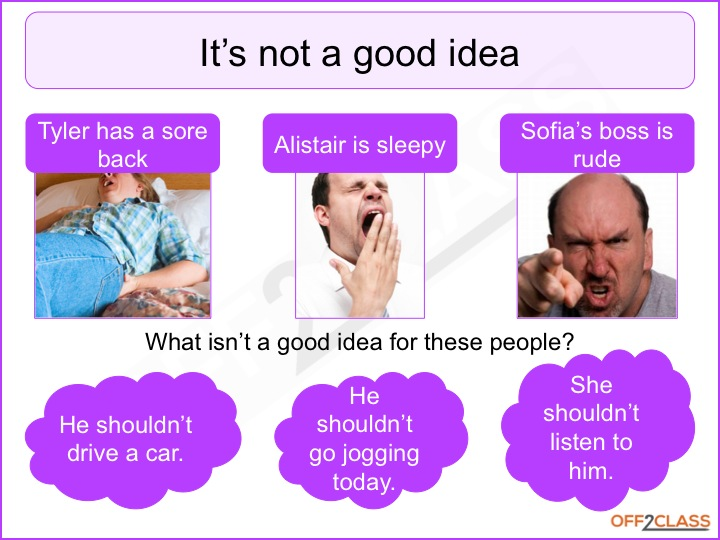 It’s not a good idea
Tyler has a sore
back
Alistair is sleepy
Sofia’s boss is
rude
What isn’t a good idea for these people?
He shouldn’t
drive a car.
He
shouldn’t
go jogging
today.
She
shouldn’t
listen to
him.
OFF2CLASS
OFF2CLASS